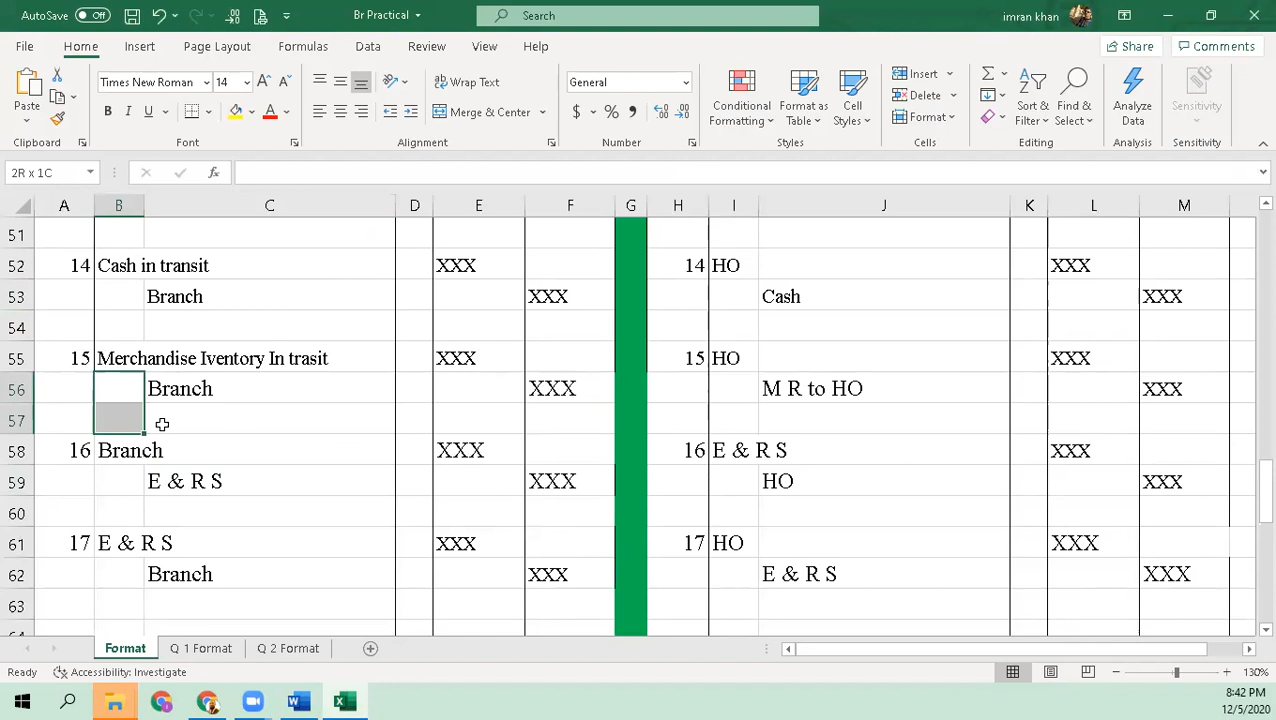 AutoSave Off Br Practical Search imran khan
File Home Insert Page Layout Formulas Data Review View Help Share Comments
Paste Times New Roman 14 Wrap Text General Conditional Formatting Format as Table Cell Styles Insert Delete Format Sort & Filter Find & Select Analyze Data Sensitivity
B I U A Merge & Center $ %
Clipboard Font Alignment Number Styles Cells Editing Analysis Sensitivity
2R x 1C fx
A B C D E F G H I J K L M
51
52 14 Cash in transit XXX 14 HO XXX
53 Branch XXX Cash XXX
54
55 15 Merchandise Iventory In trasit XXX 15 HO XXX
56 Branch XXX M R to HO XXX
57
58 16 Branch XXX 16 E & R S XXX
59 E & R S XXX HO XXX
60
61 17 E & R S XXX 17 HO XXX
62 Branch XXX E & R S XXX
63
Format Q 1 Format Q 2 Format
Ready Accessibility: Investigate 130%
8:42 PM
12/5/2020